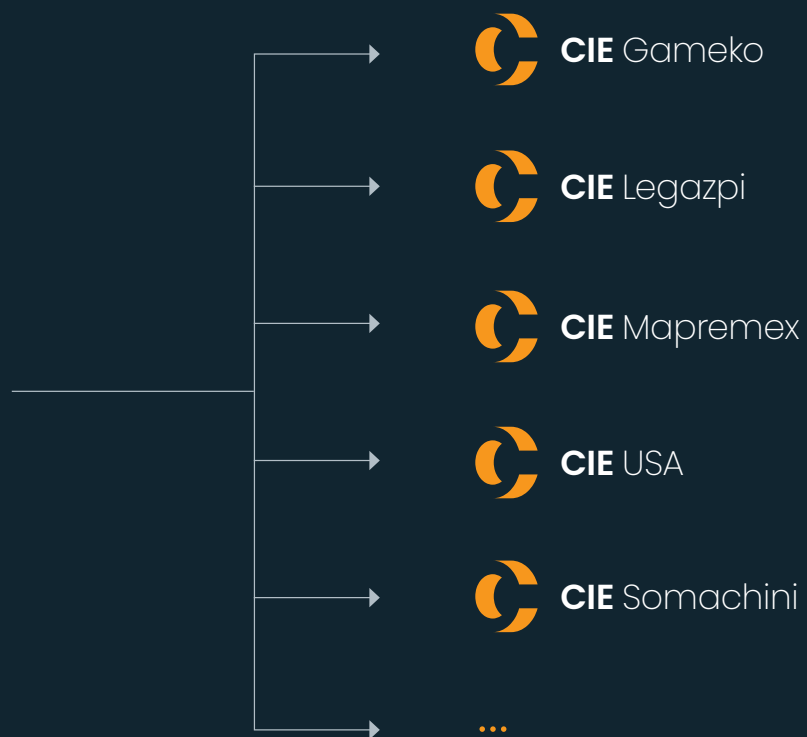 CIE Gameko
CIE Legazpi
CIE Mapremex
CIE USA
CIE Somachini
...